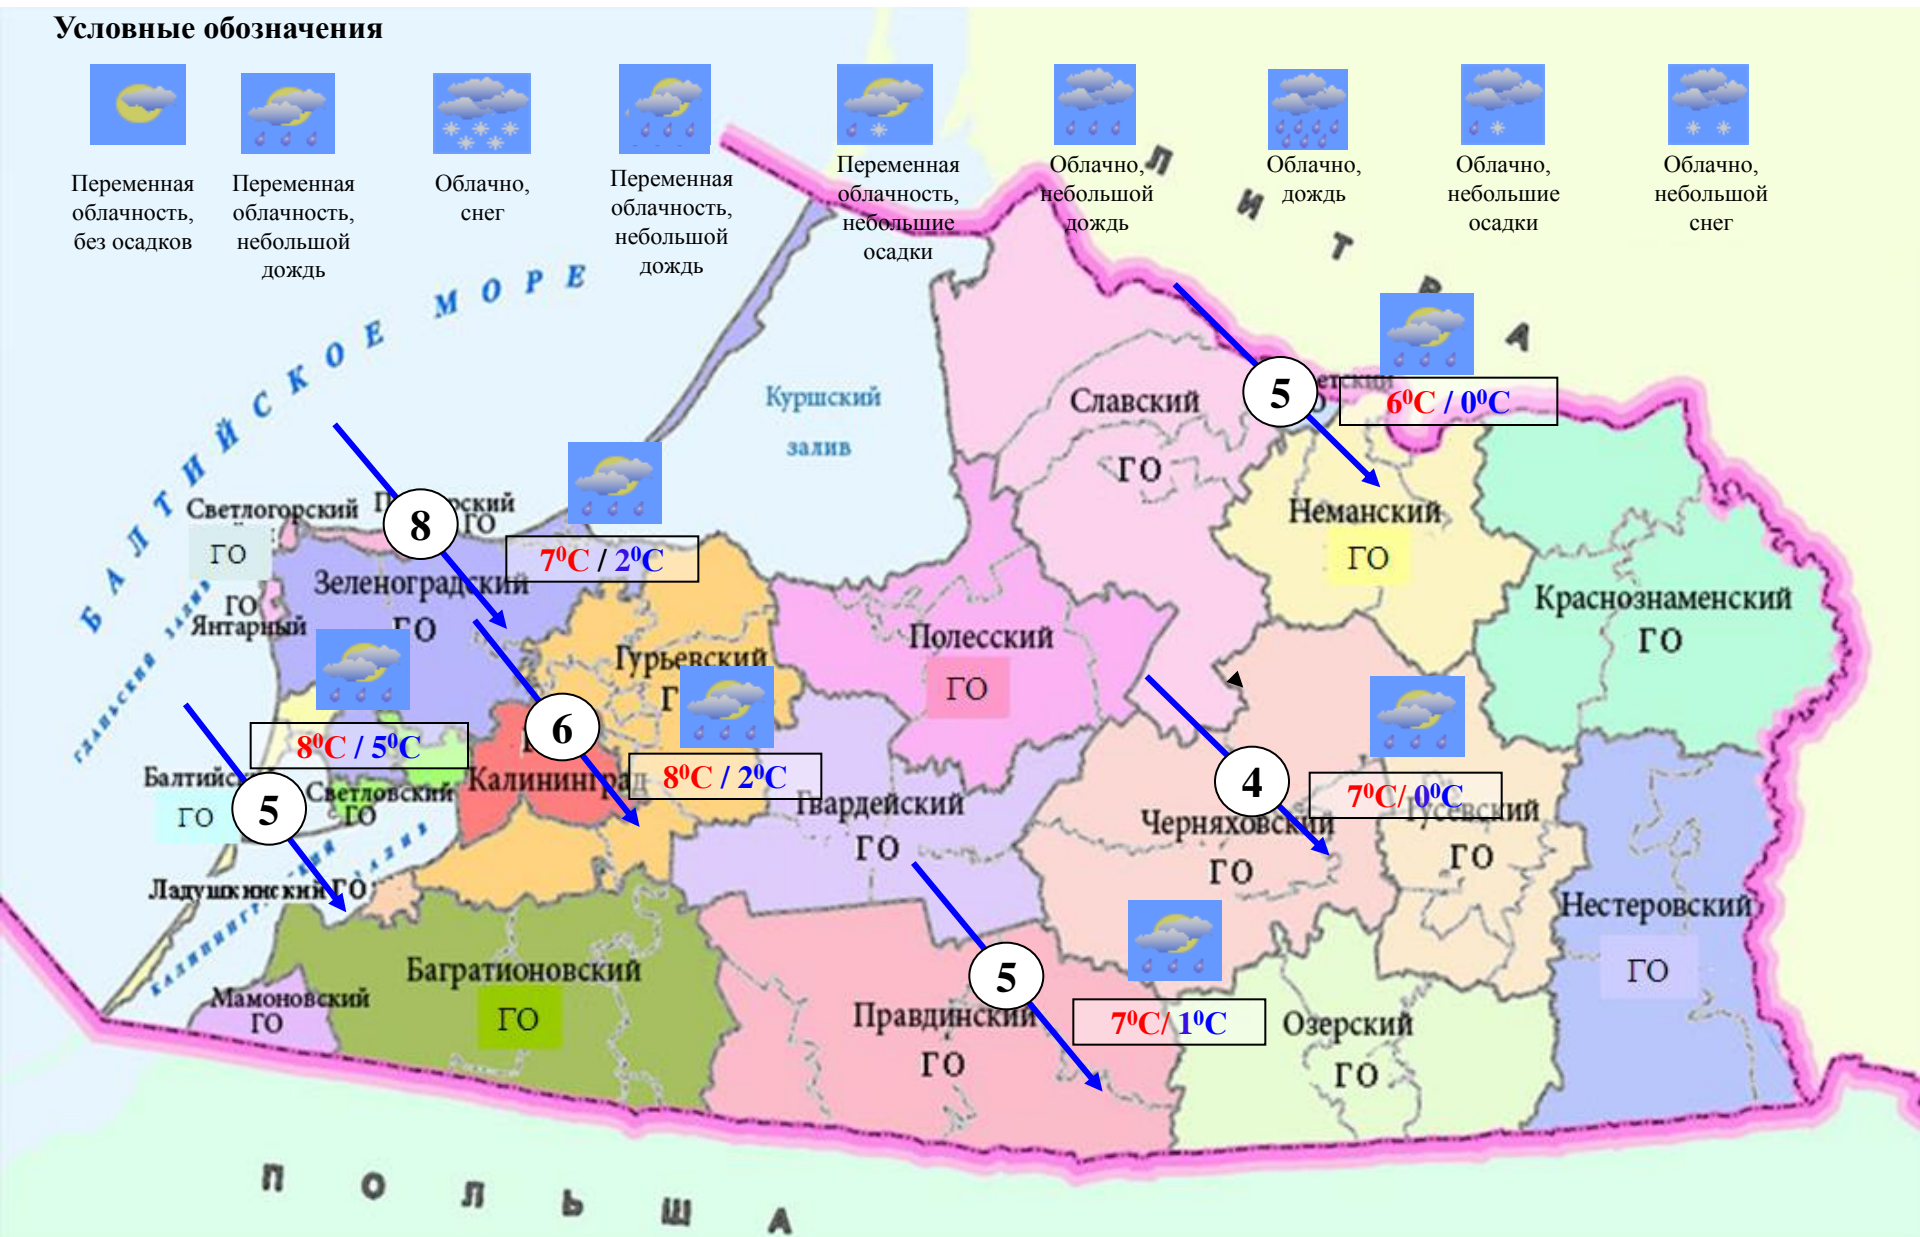 Условные обозначения
Переменная
облачность,
без осадков
Переменная
облачность,
небольшой
дождь
Облачно,
снег
Переменная
облачность,
небольшой
дождь
Переменная
облачность,
небольшие
осадки
Облачно,
небольшой
дождь
Облачно,
дождь
Облачно,
небольшие
осадки
Облачно,
небольшой
снег
ЛИТВА
БАЛТИЙСКОЕ МОРЕ
Куршский
залив
Славский
ГО
5
6⁰C / 0⁰C
Неманский
ГО
Краснознаменский
ГО
Светлогорский
ГО
8
ГО
7⁰C / 2⁰C
Зеленоградский
ГО
ГО
Янтарный
Гурьевский
Полесский
ГО
8⁰C / 5⁰C
6
8⁰C / 2⁰C
Калининград
5
Светловский
ГО
ГО
Гвардейский
ГО
4
7⁰C/ 0⁰C
Черняховский
ГО
Гусевский
ГО
Ладушкинский ГО
Нестеровский
ГО
Багратионовский
ГО
Мамоновский
ГО
5
7⁰C/ 1⁰C
Правдинский
ГО
Озерский
ГО
ПОЛЬША